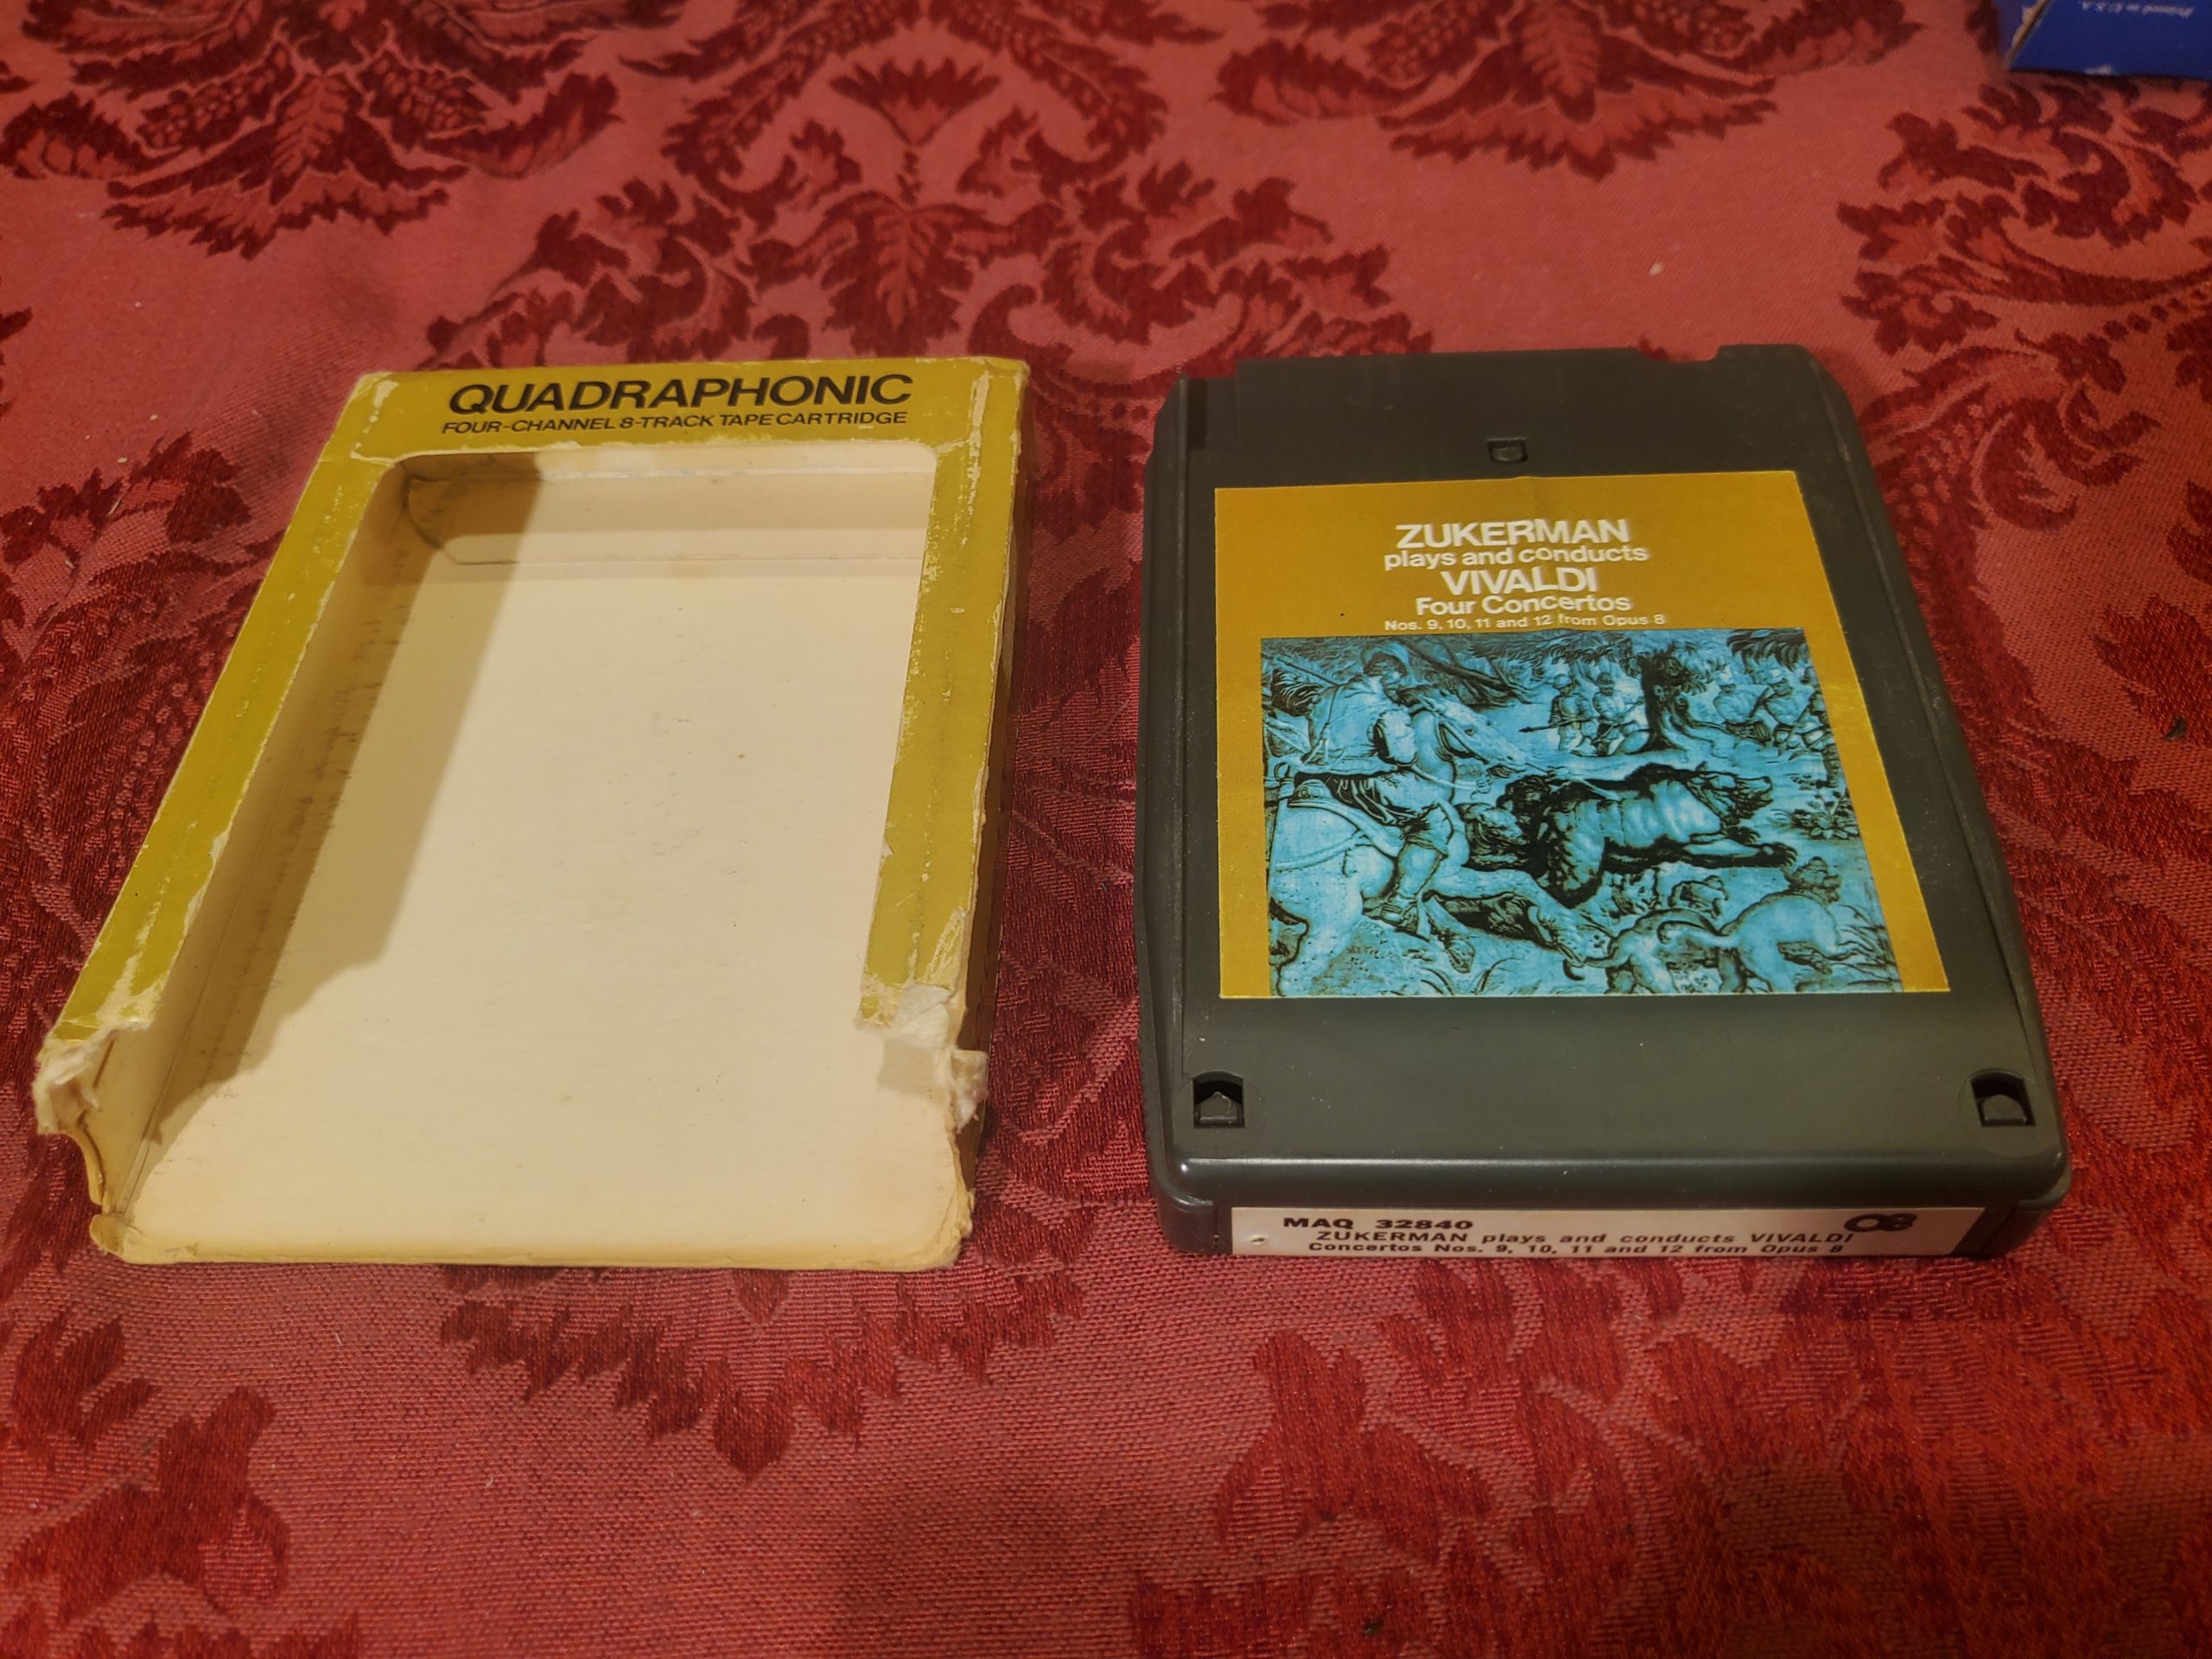 Printed in U.S.A.
QUADRAPHONIC
FOUR-CHANNEL 8-TRACK TAPE CARTRIDGE
ZUKERMAN
plays and conducts
VIVALDI
Four Concertos
Nos. 9, 10, 11 and 12 from Opus 8
MAQ 32840
ZUKERMAN plays and conducts VIVALDI
Concertos Nos. 9, 10, 11 and 12 from Opus 8